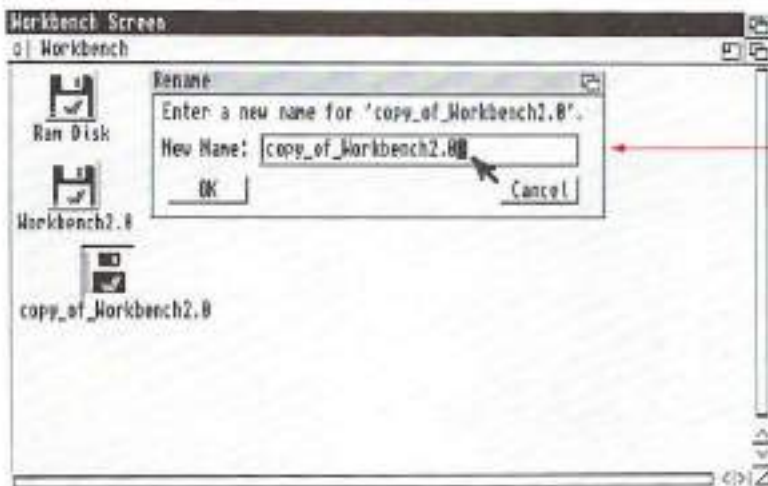 Workbench Screen
Workbench
Ram Disk
Rename
Enter a new name for 'copy_of_Workbench2.0'.
New Name: copy_of_Workbench2.0
OK
Cancel
Workbench2.0
copy_of_Workbench2.0